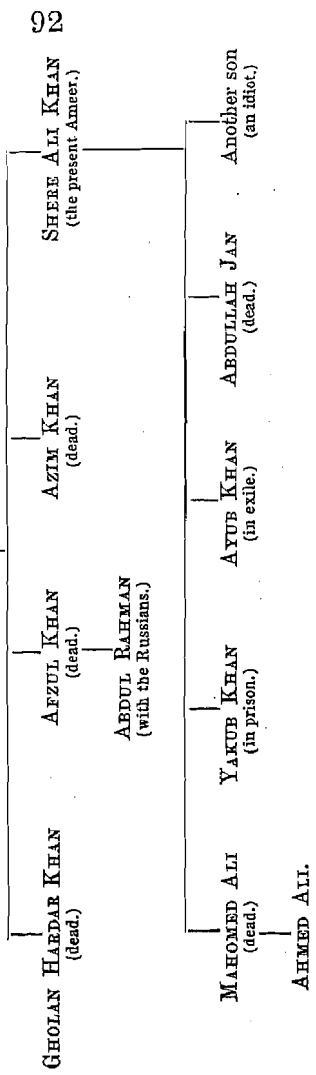 92
GHOLAN HARDAR KHAN
(dead.)
AFZUL KHAN
(dead.)
AZIM KHAN
(dead.)
SHERE ALI KHAN
(the present Ameer.)
ABDUL RAHMAN
(with the Russians.)
MAHOMED ALI
(dead.)
YAKUB KHAN
(in prison.)
AYUB KHAN
(in exile.)
ABDULLAH JAN
(dead.)
Another son
(an idiot.)
AHMED ALI.